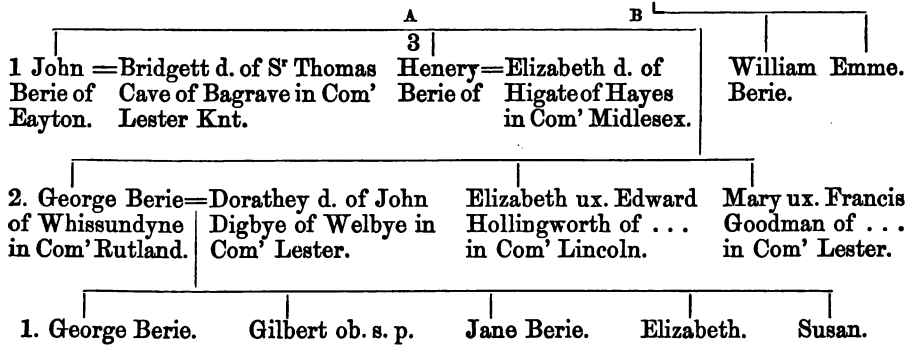 A B
3
1 John = Bridgett d. of Sʳ Thomas Henery = Elizabeth d. of William Emme.
Berie of Cave of Bagrave in Com' Berie of Higate of Hayes Berie.
Eayton. Lester Knt. in Com' Midlesex.
2. George Berie = Dorathey d. of John Elizabeth ux. Edward Mary ux. Francis
of Whissundyne Digbye of Welbye in Hollingworth of . . . Goodman of . . .
in Com' Rutland. Com' Lester. in Com' Lincoln. in Com' Lester.
1. George Berie. Gilbert ob. s. p. Jane Berie. Elizabeth. Susan.